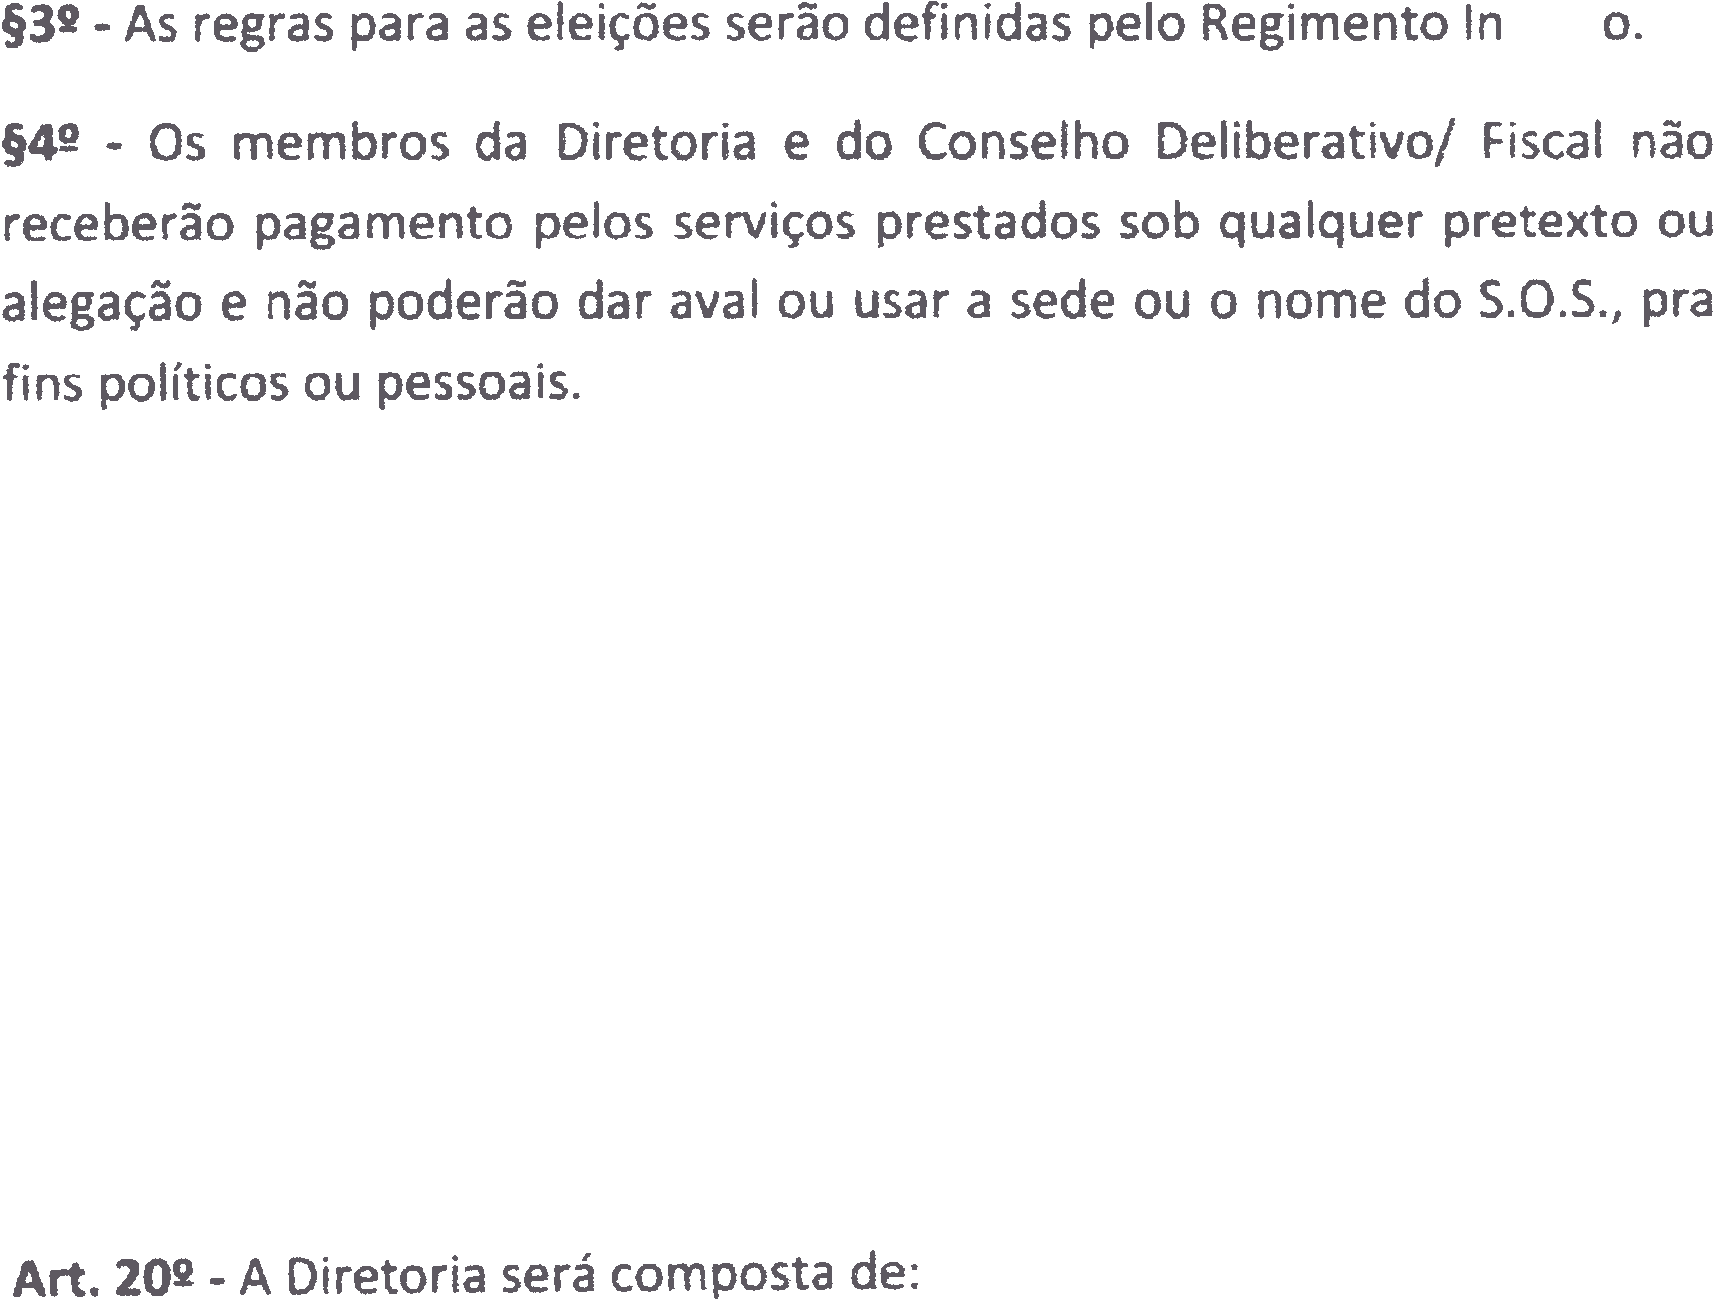 §3º - As regras para as eleições serão definidas pelo Regimento In o.
§4º - Os membros da Diretoria e do Conselho Deliberativo/ Fiscal não
receberão pagamento pelos serviços prestados sob qualquer pretexto ou
alegação e não poderão dar aval ou usar a sede ou o nome do S.O.S., pra
fins políticos ou pessoais.
Art. 20º - A Diretoria será composta de: